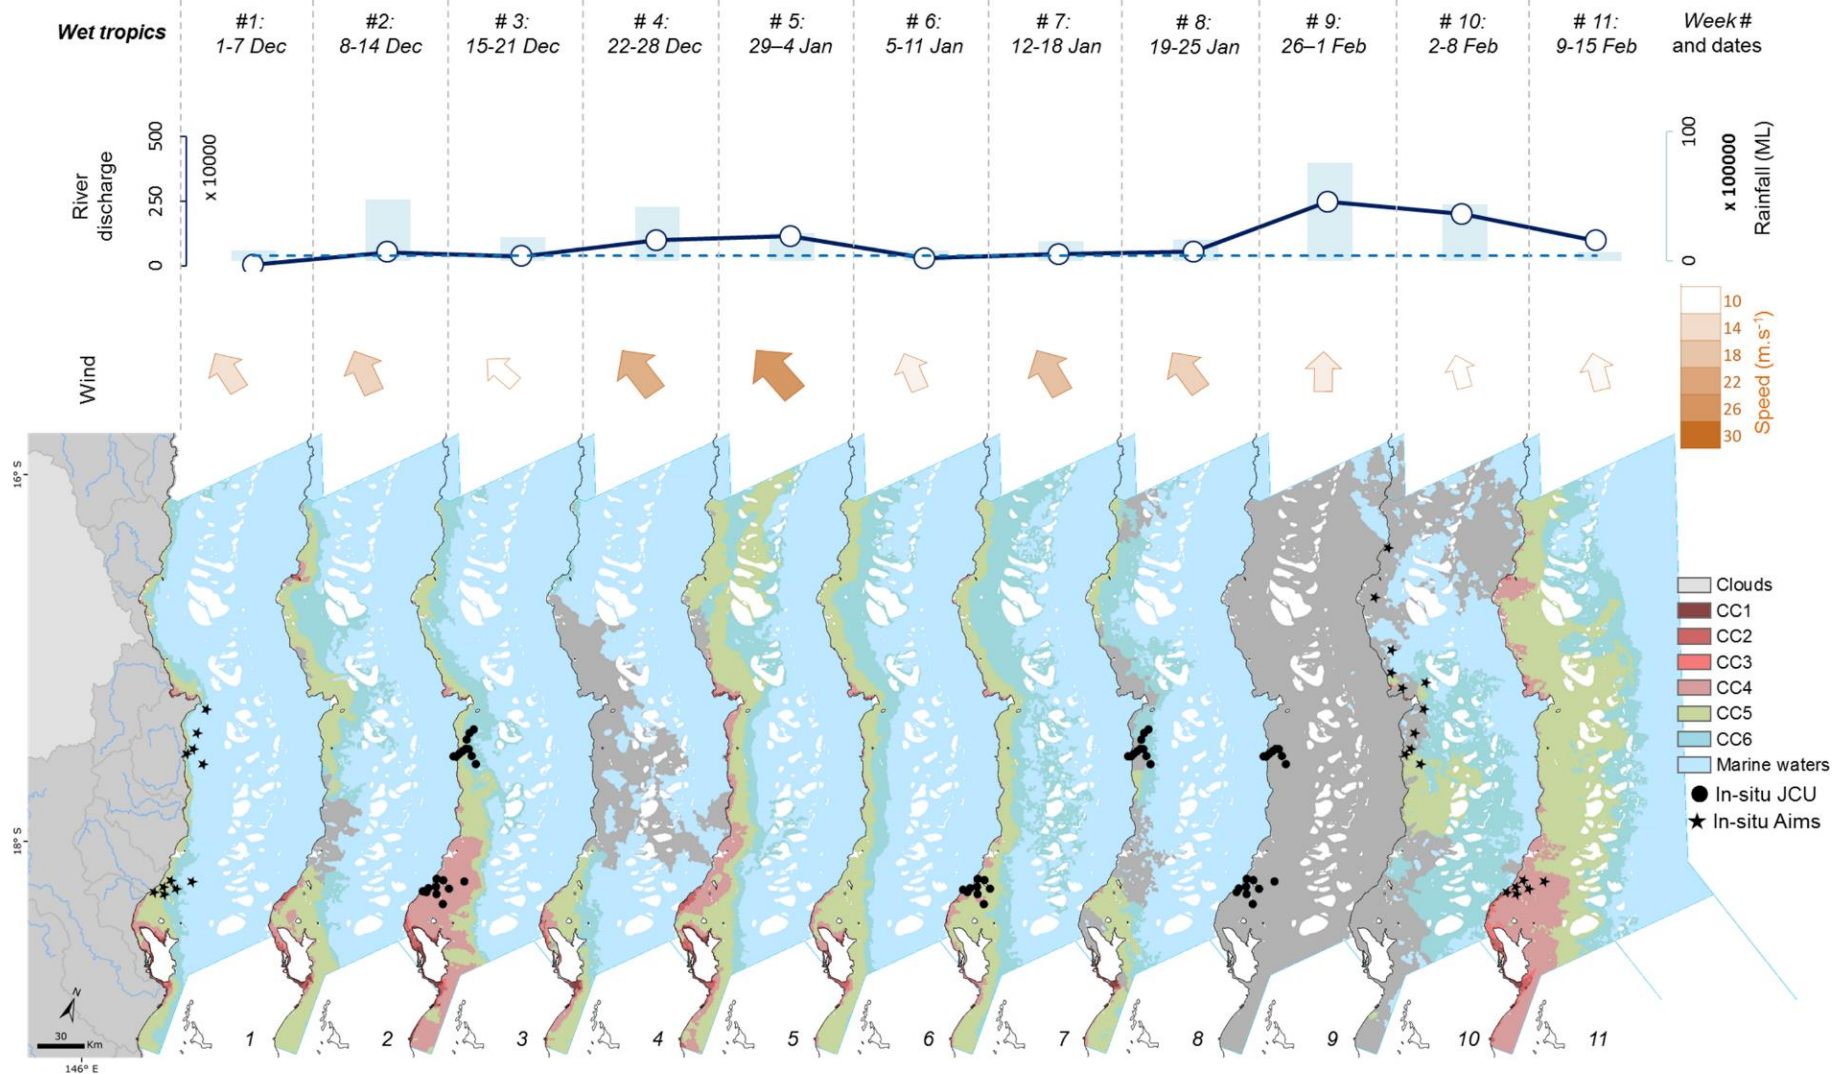 Wet tropics
#1:
1-7 Dec
#2:
8-14 Dec
# 3:
15-21 Dec
# 4:
22-28 Dec
# 5:
29–4 Jan
# 6:
5-11 Jan
# 7:
12-18 Jan
# 8:
19-25 Jan
# 9:
26–1 Feb
# 10:
2-8 Feb
# 11:
9-15 Feb
Week #
and dates
River
discharge
500
250
0
x 10000
100
0
x 100000
Rainfall (ML)
Wind
10
14
18
22
26
30
Speed (m.s-1)
16° S
18° S
Clouds
CC1
CC2
CC3
CC4
CC5
CC6
Marine waters
In-situ JCU
In-situ Aims
N
30
Km
146° E
1
2
3
4
5
6
7
8
9
10
11